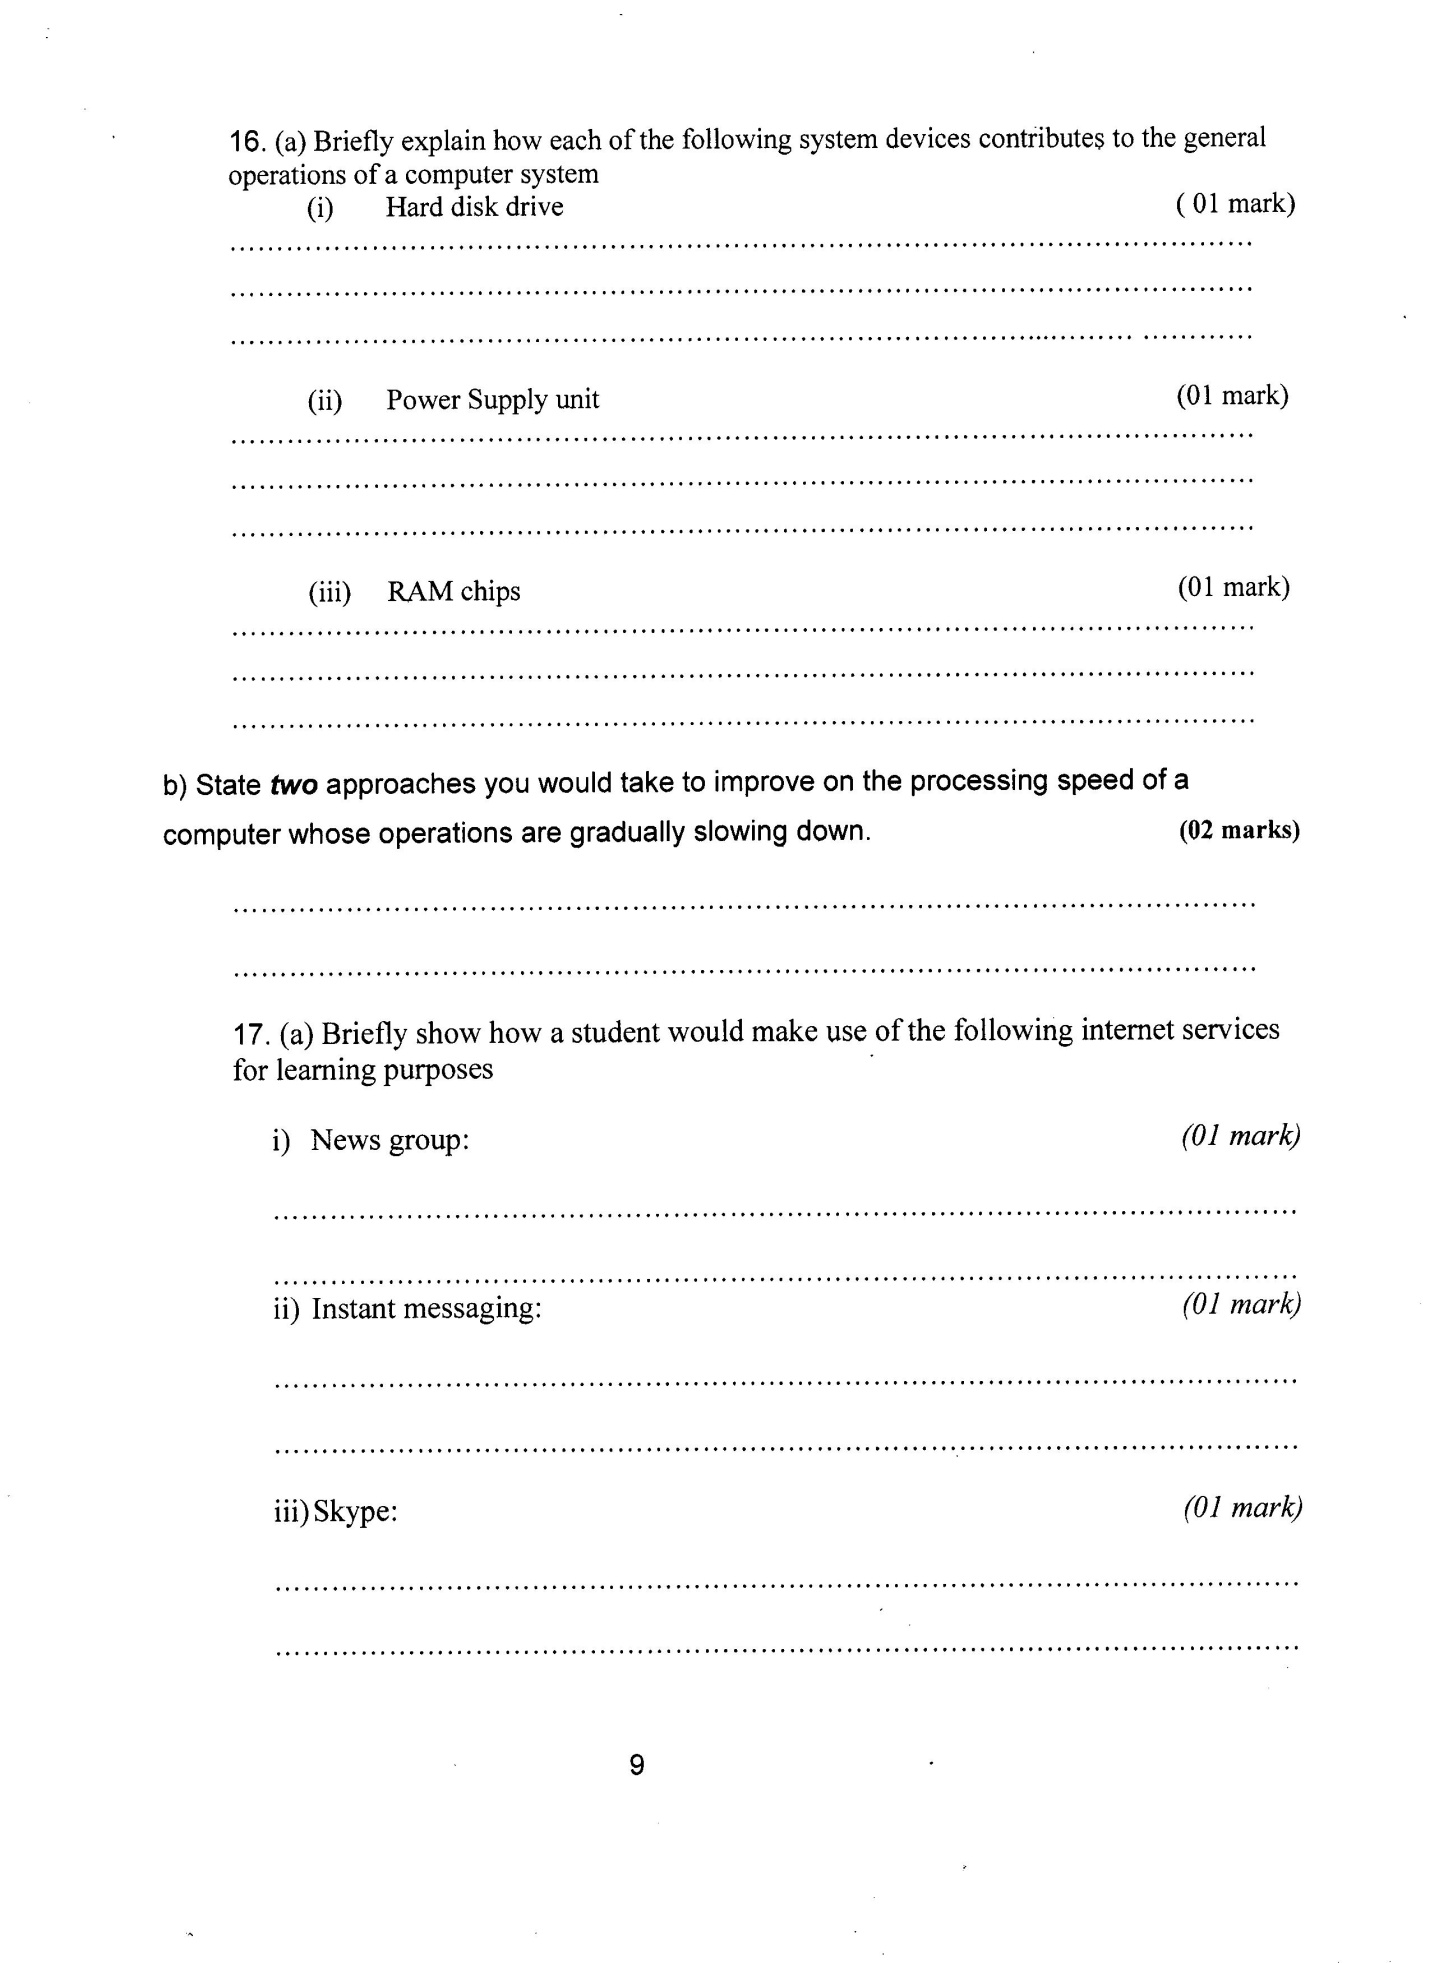 16. (a) Briefly explain how each of the following system devices contributes to the general
operations of a computer system
(i) Hard disk drive ( 01 mark)
(ii) Power Supply unit (01 mark)
(iii) RAM chips (01 mark)
b) State two approaches you would take to improve on the processing speed of a
computer whose operations are gradually slowing down. (02 marks)
17. (a) Briefly show how a student would make use of the following internet services
for learning purposes
i) News group: (01 mark)
ii) Instant messaging: (01 mark)
iii) Skype: (01 mark)
9